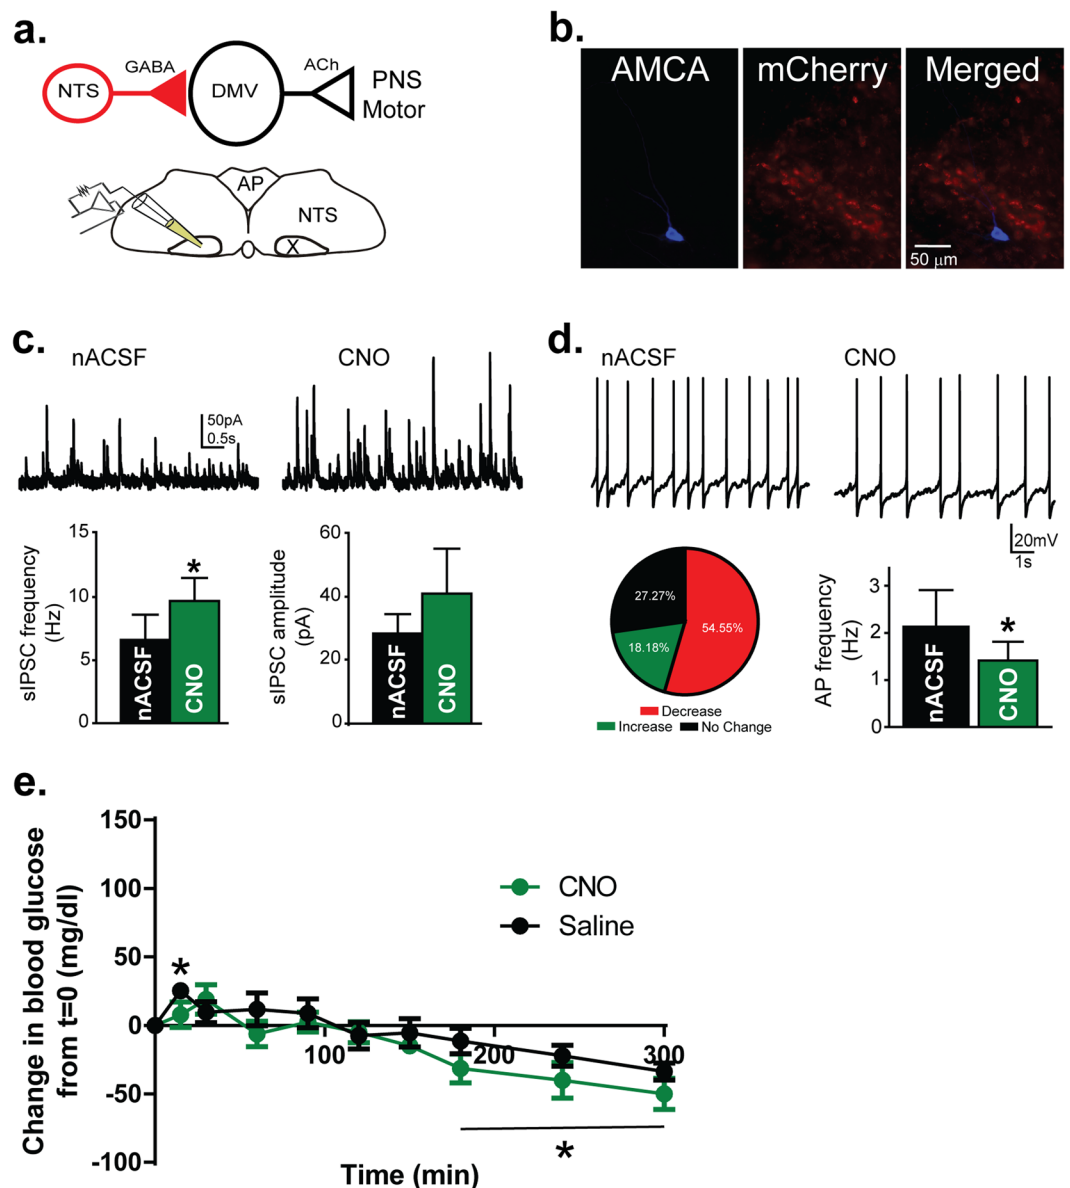 a.
NTS
GABA
DMV
ACh
PNS
Motor
AP
NTS
X
b.
AMCA
mCherry
Merged
50 μm
c.
nACSF
CNO
50pA
0.5s
sIPSC frequency
(Hz)
15
10
5
0
*
nACSF
CNO
sIPSC amplitude
(pA)
60
40
20
0
nACSF
CNO
d.
nACSF
CNO
20mV
1s
27.27%
54.55%
18.18%
Decrease
Increase
No Change
AP frequency
(Hz)
3
2
1
0
*
nACSF
CNO
e.
Change in blood glucose
from t=0 (mg/dl)
150
100
50
0
-50
-100
*
CNO
Saline
100
200
300
*
Time (min)